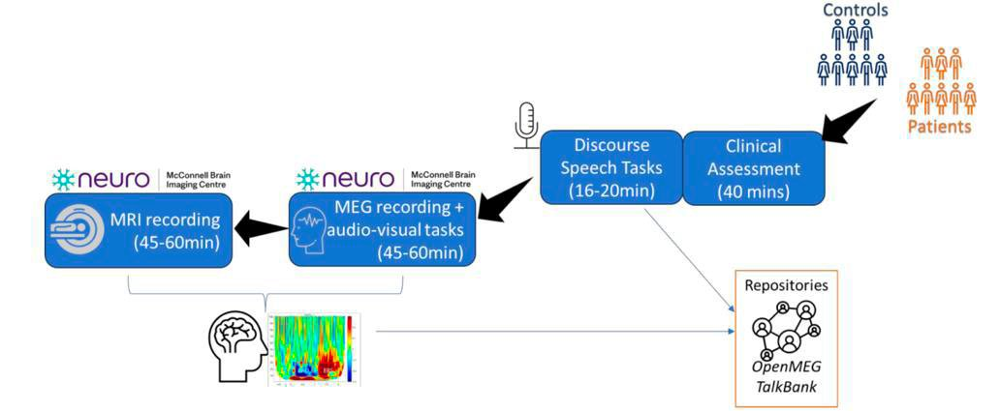 Controls
Patients
Discourse
Speech Tasks
(16-20min)
Clinical
Assessment
(40 mins)
neuro
McConnell Brain
Imaging Centre
MEG recording +
audio-visual tasks
(45-60min)
neuro
McConnell Brain
Imaging Centre
MRI recording
(45-60min)
Repositories
OpenMEG
TalkBank